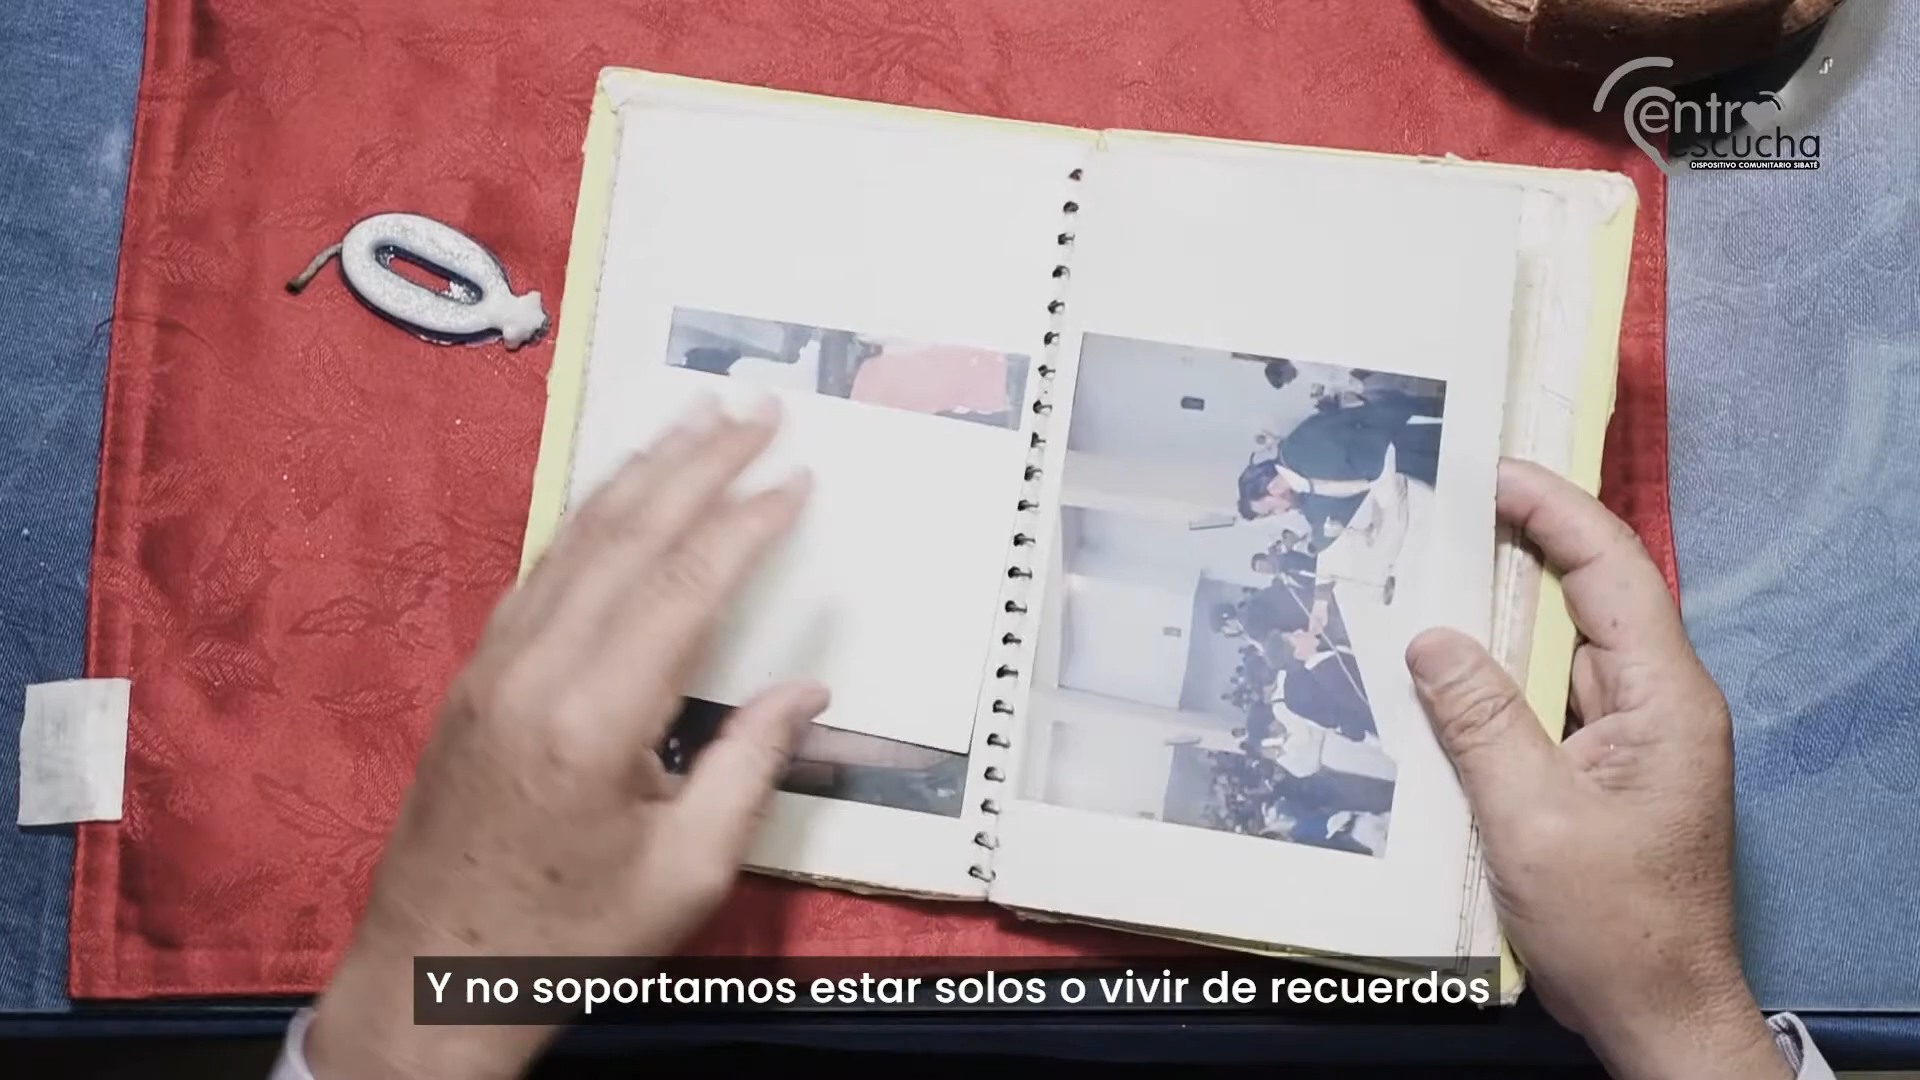 Centro
escucha
DISPOSITIVO COMUNITARIO SIBATÉ
Y no soportamos estar solos o vivir de recuerdos